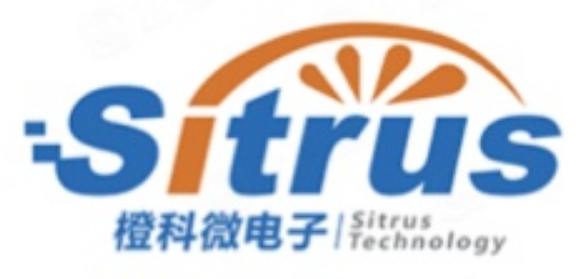 Sitrus
橙科微电子
Sitrus
Technology